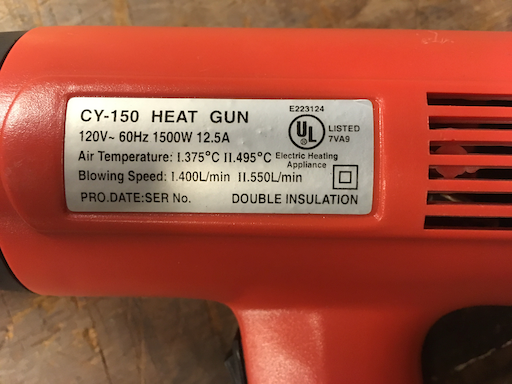 E223124
CY-150 HEAT GUN
120V~ 60Hz 1500W 12.5A
UL LISTED
7VA9
Air Temperature: I.375°C II.495°C Electric Heating
Appliance
Blowing Speed: I.400L/min II.550L/min
PRO.DATE:SER No. DOUBLE INSULATION